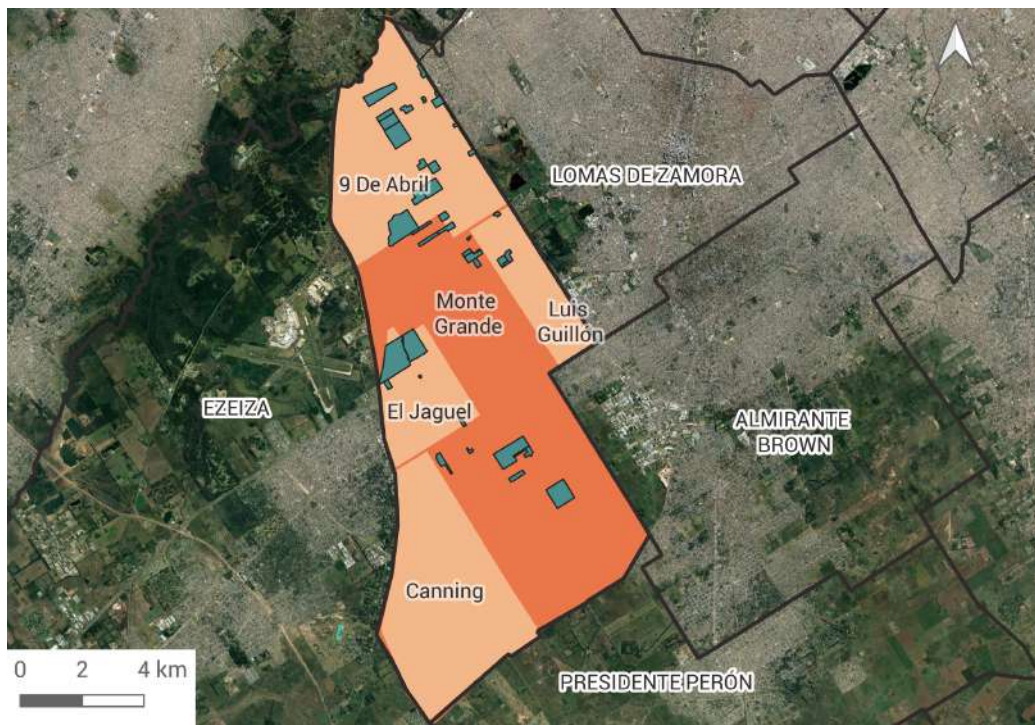 LOMAS DE ZAMORA
9 De Abril
Monte
Grande
Luis
Guillón
EZEIZA
El Jaguel
ALMIRANTE
BROWN
Canning
0 2 4 km
PRESIDENTE PERÓN